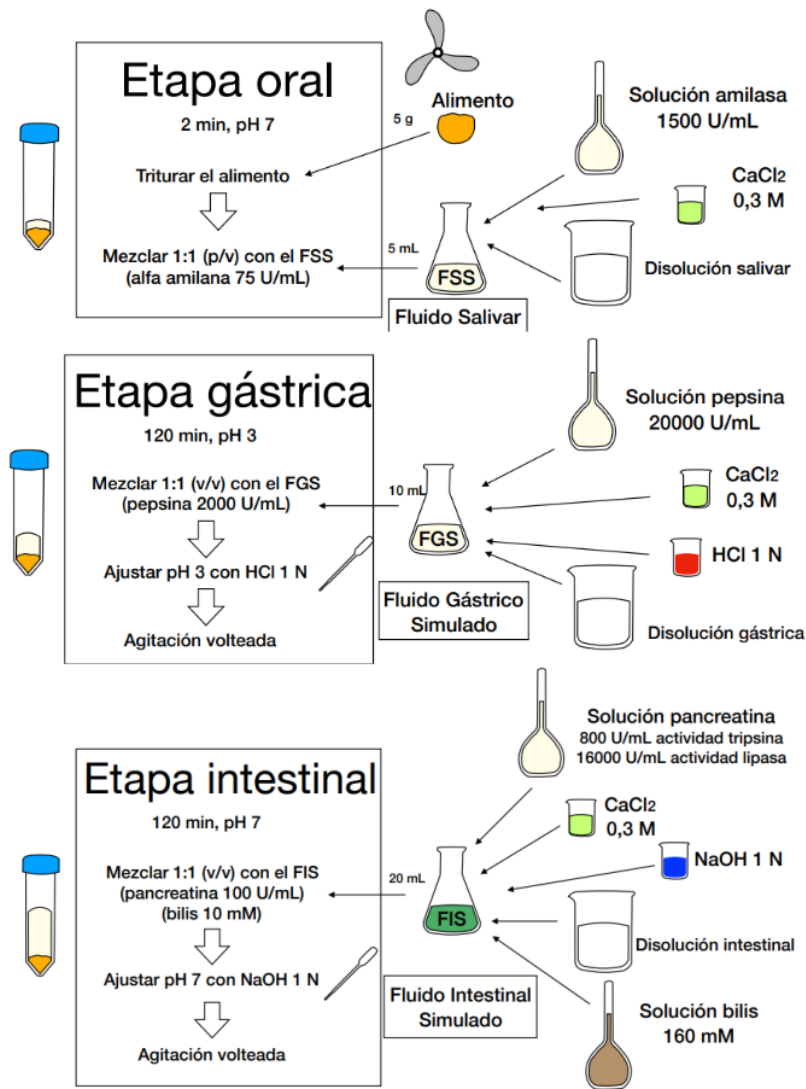 Etapa oral
2 min, pH 7
Triturar el alimento
Mezclar 1:1 (p/v) con el FSS
(alfa amilana 75 U/mL)
5 g
Alimento
5 mL
FSS
Fluido Salivar
Solución amilasa
1500 U/mL
CaCl2
0,3 M
Disolución salivar
Etapa gástrica
120 min, pH 3
Mezclar 1:1 (v/v) con el FGS
(pepsina 2000 U/mL)
Ajustar pH 3 con HCl 1 N
Agitación volteada
10 mL
FGS
Fluido Gástrico
Simulado
Solución pepsina
20000 U/mL
CaCl2
0,3 M
HCl 1 N
Disolución gástrica
Etapa intestinal
120 min, pH 7
Mezclar 1:1 (v/v) con el FIS
(pancreatina 100 U/mL)
(bilis 10 mM)
Ajustar pH 7 con NaOH 1 N
Agitación volteada
20 mL
FIS
Fluido Intestinal
Simulado
Solución pancreatina
800 U/mL actividad tripsina
16000 U/mL actividad lipasa
CaCl2
0,3 M
NaOH 1 N
Disolución intestinal
Solución bilis
160 mM